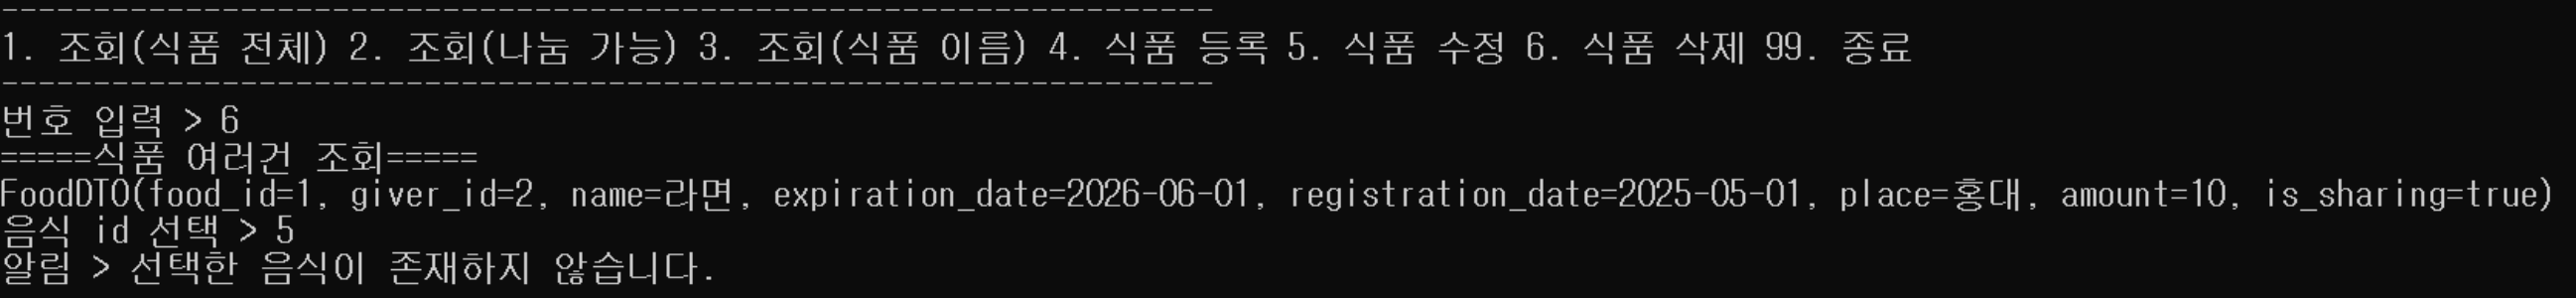 --------------------------------------------------------------------
1. 조회(식품 전체) 2. 조회(나눔 가능) 3. 조회(식품 이름) 4. 식품 등록 5. 식품 수정 6. 식품 삭제 99. 종료
--------------------------------------------------------------------
번호 입력 > 6
=====식품 여러건 조회=====
FoodDTO(food_id=1, giver_id=2, name=라면, expiration_date=2026-06-01, registration_date=2025-05-01, place=홍대, amount=10, is_sharing=true)
음식 id 선택 > 5
알림 > 선택한 음식이 존재하지 않습니다.